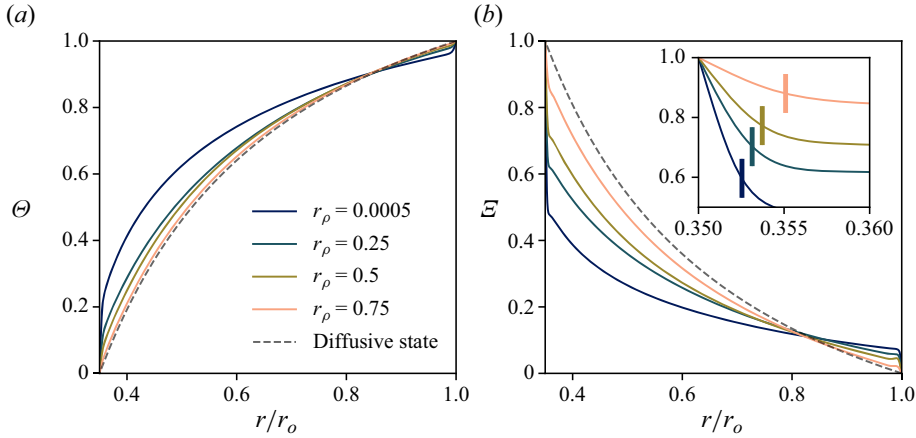 (a)
(b)
1.0
0.8
0.6
0.4
0.2
0
Θ
0.4
0.6
0.8
1.0
r/r_o
r_ρ = 0.0005
r_ρ = 0.25
r_ρ = 0.5
r_ρ = 0.75
Diffusive state
1.0
0.8
0.6
0.4
0.2
0
Ξ
0.4
0.6
0.8
1.0
r/r_o
1.0
0.8
0.6
0.350
0.355
0.360